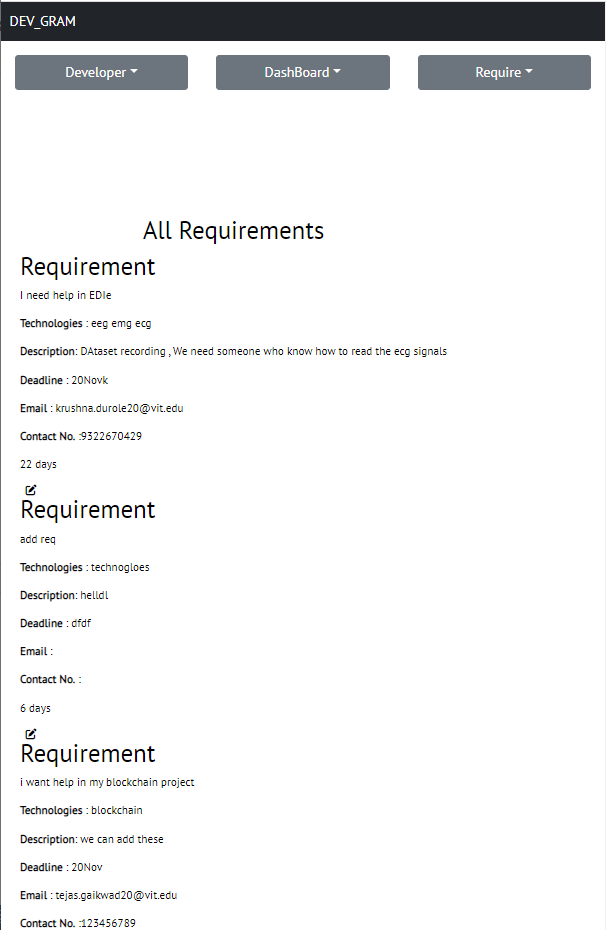 DEV_GRAM
Developer DashBoard Require
All Requirements
Requirement
I need help in EDIe
Technologies : eeg emg ecg
Description: DAtaset recording , We need someone who know how to read the ecg signals
Deadline : 20Novk
Email : krushna.durole20@vit.edu
Contact No. :9322670429
22 days
Requirement
add req
Technologies : technogloes
Description: helldl
Deadline : dfdf
Email :
Contact No. :
6 days
Requirement
i want help in my blockchain project
Technologies : blockchain
Description: we can add these
Deadline : 20Nov
Email : tejas.gaikwad20@vit.edu
Contact No. :123456789